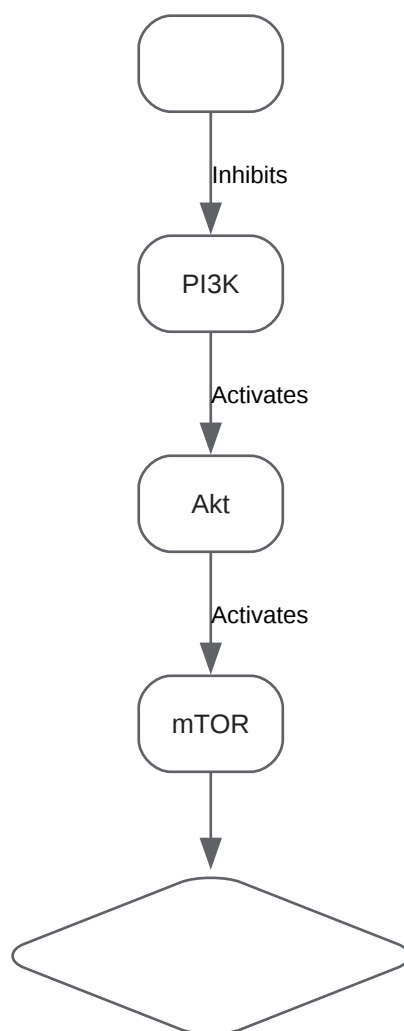 Inhibits
PI3K
Activates
Akt
Activates
mTOR